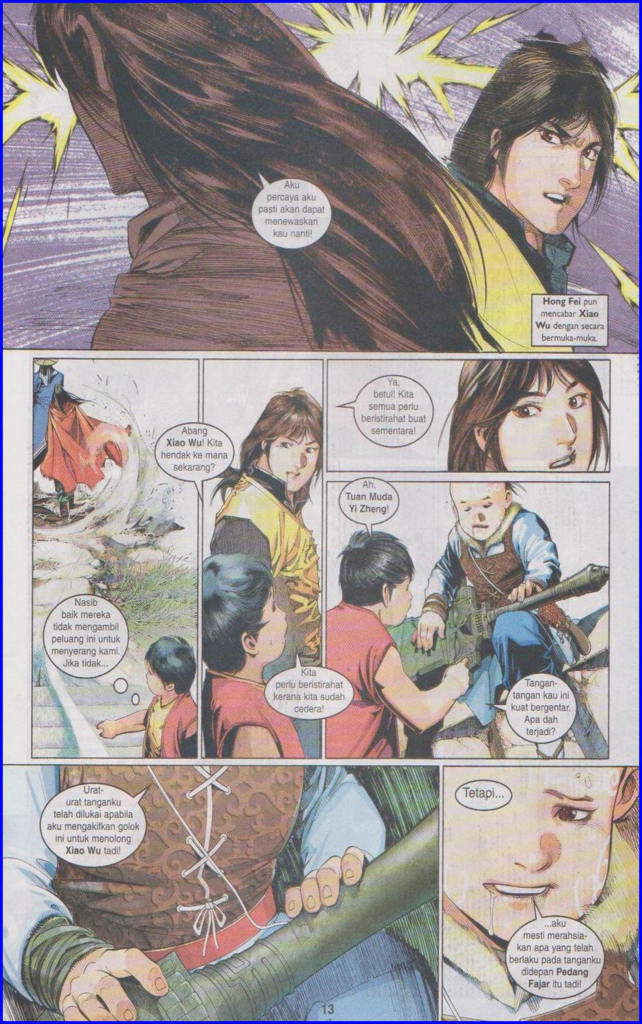 Aku
percaya aku
pasti akan dapat
menewaskan
kau nanti!
Hong Fei pun
mencabar Xiao
Wu dengan secara
bermuka-muka.
Nasib
baik mereka
tidak mengambil
peluang ini untuk
menyerang kami.
Jika tidak...
Abang
Xiao Wu! Kita
hendak ke mana
sekarang?
Kita
perlu beristirahat
kerana kita sudah
cedera!
Ya,
betul! Kita
semua perlu
beristirahat buat
sementara!
Ah,
Tuan Muda
Yi Zheng!
Tangan-
tangan kau ini
kuat bergentar.
Apa dah
terjadi?
Urat-
urat tanganku
telah dilukai apabila
aku mengakifkan golok
ini untuk menolong
Xiao Wu tadi!
Tetapi...
...aku
mesti merahsia-
kan apa yang telah
berlaku pada tanganku
didepan Pedang
Fajar itu tadi!
13